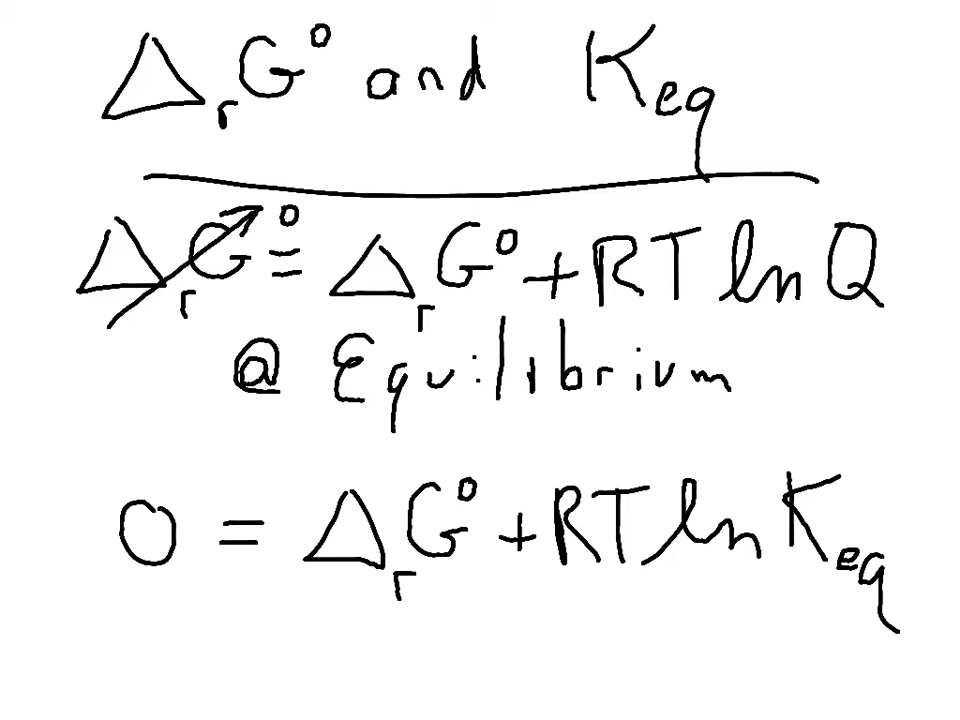 ΔrG° and Keq
ΔrG° = ΔrG° + RT ln Q
@ Equilibrium
0 = ΔrG° + RT ln Keq